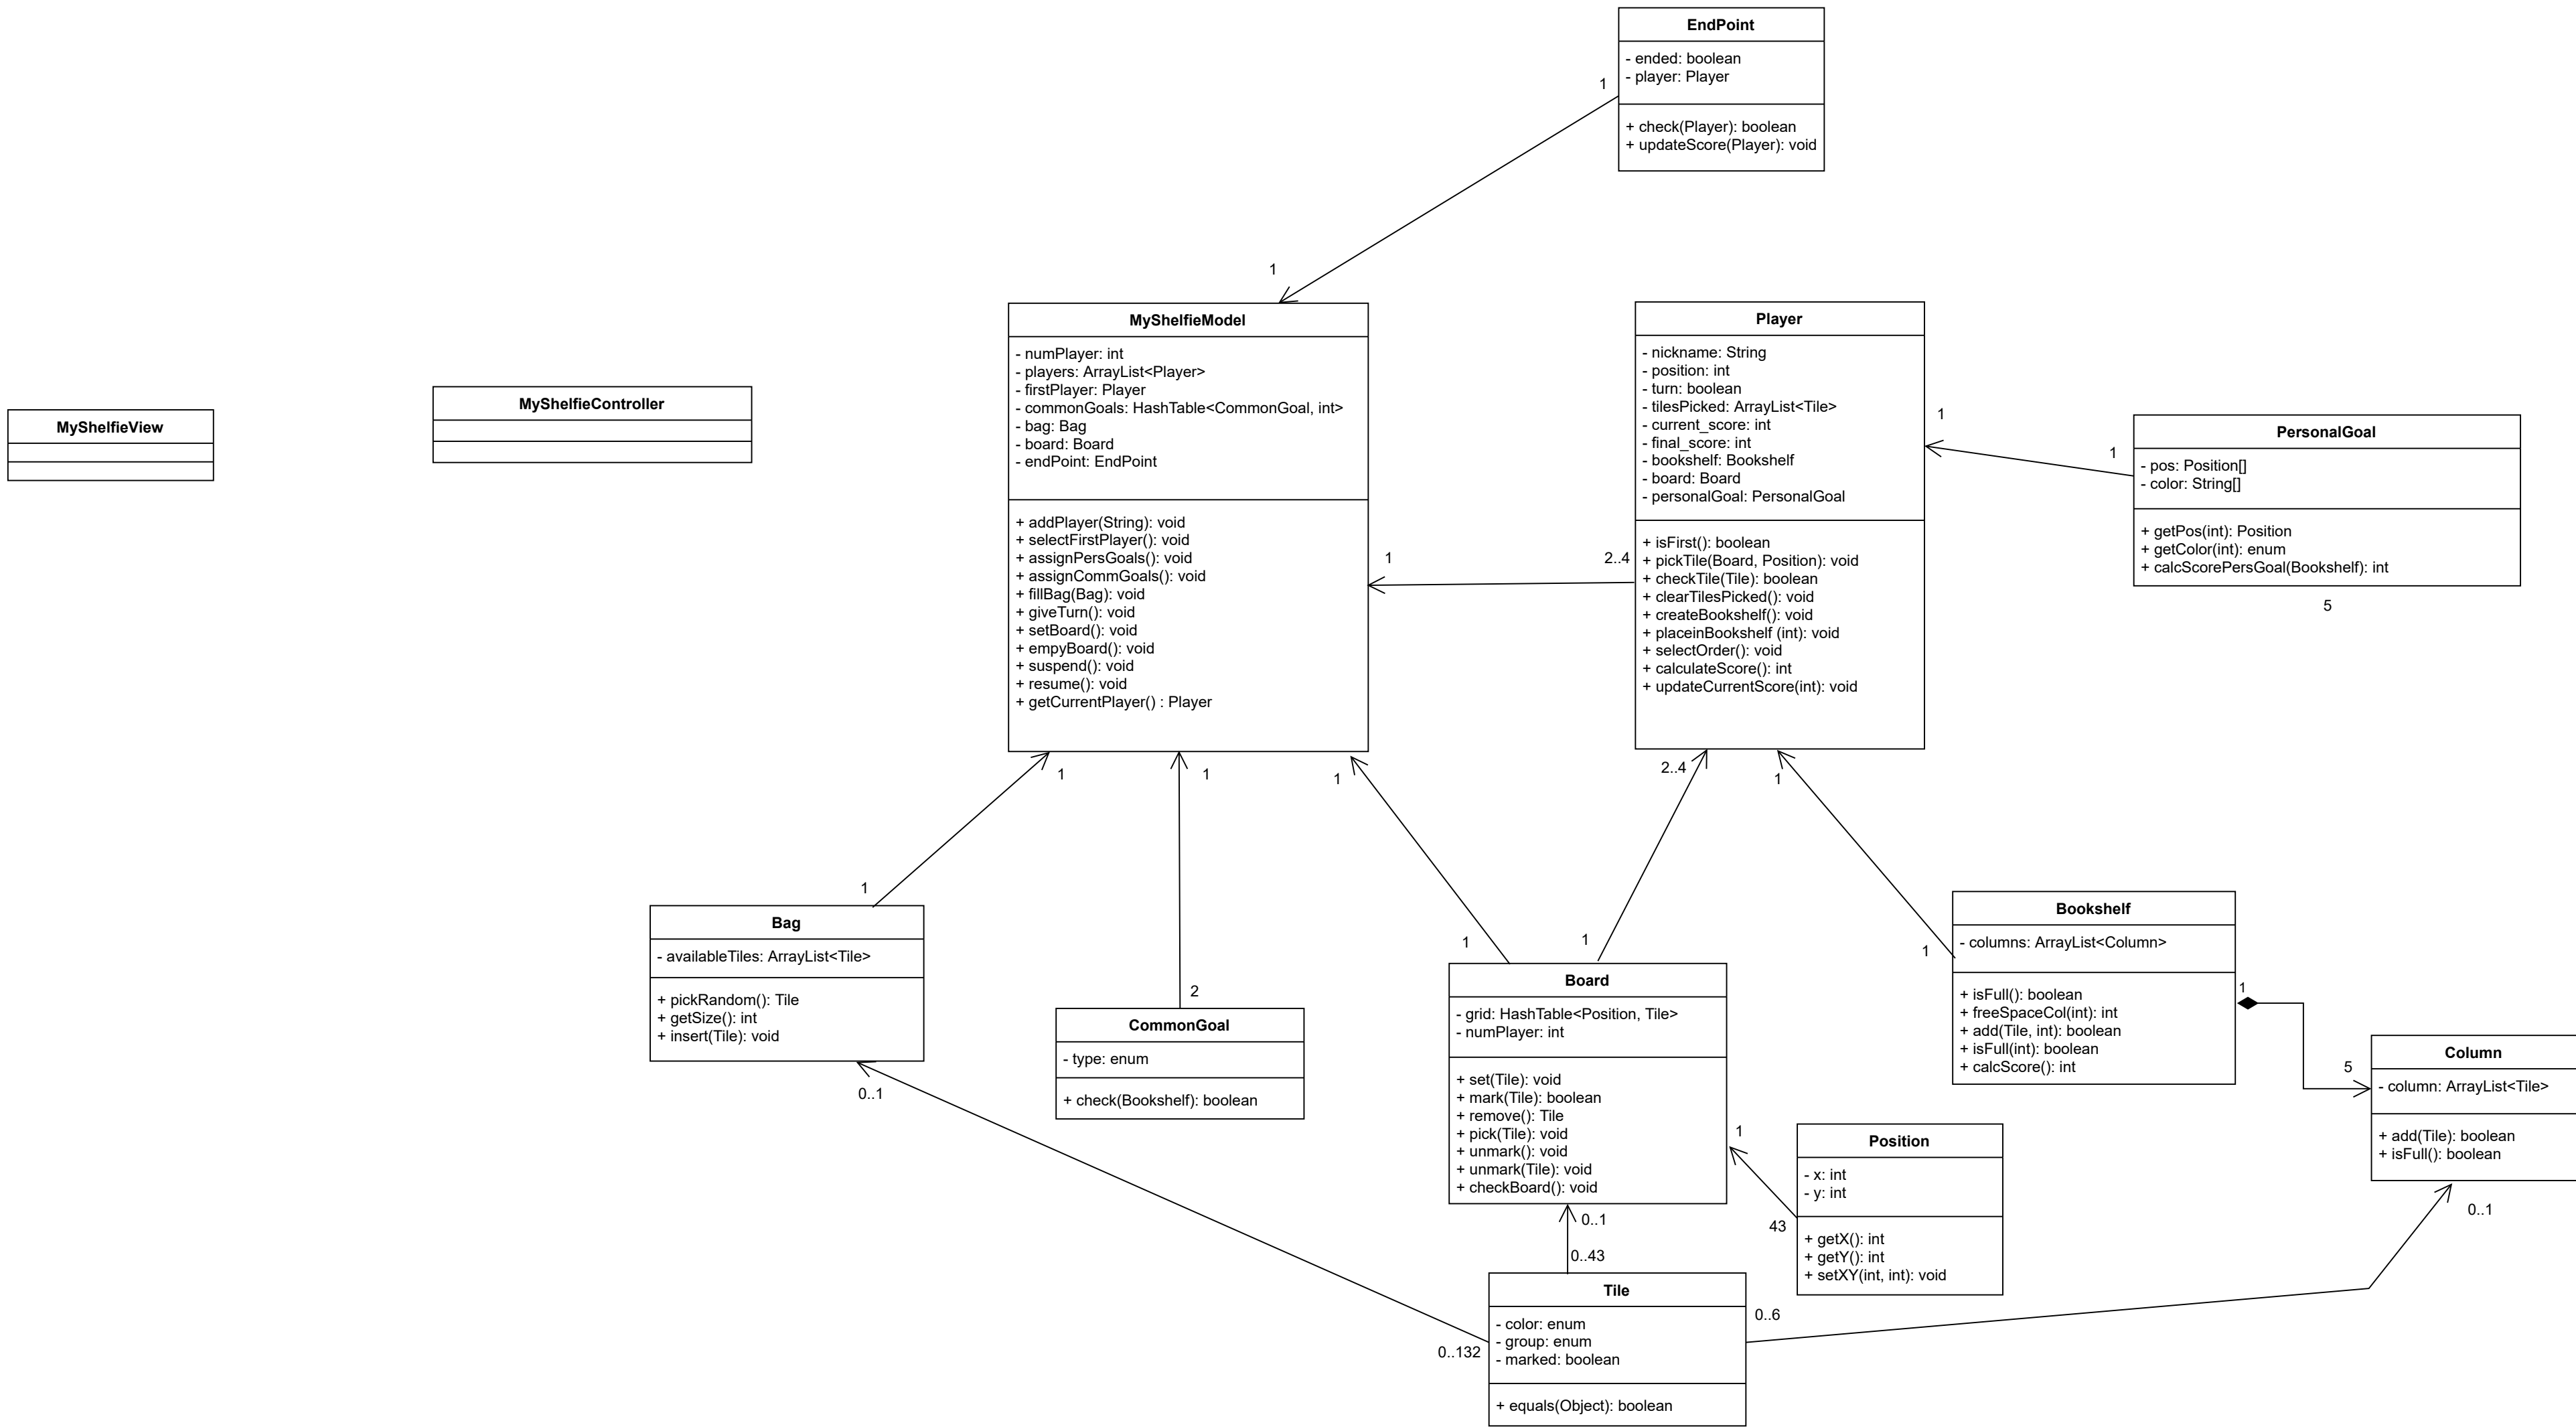 EndPoint
- ended: boolean
- player: Player
+ check(Player): boolean
+ updateScore(Player): void
1
1
MyShelfieView
MyShelfieController
MyShelfieModel
- numPlayer: int
- players: ArrayList<Player>
- firstPlayer: Player
- commonGoals: HashTable<CommonGoal, int>
- bag: Bag
- board: Board
- endPoint: EndPoint
+ addPlayer(String): void
+ selectFirstPlayer(): void
+ assignPersGoals(): void
+ assignCommGoals(): void
+ fillBag(Bag): void
+ giveTurn(): void
+ setBoard(): void
+ empyBoard(): void
+ suspend(): void
+ resume(): void
+ getCurrentPlayer() : Player
1
2..4
Player
- nickname: String
- position: int
- turn: boolean
- tilesPicked: ArrayList<Tile>
- current_score: int
- final_score: int
- bookshelf: Bookshelf
- board: Board
- personalGoal: PersonalGoal
+ isFirst(): boolean
+ pickTile(Board, Position): void
+ checkTile(Tile): boolean
+ clearTilesPicked(): void
+ createBookshelf(): void
+ placeinBookshelf (int): void
+ selectOrder(): void
+ calculateScore(): int
+ updateCurrentScore(int): void
1
1
PersonalGoal
- pos: Position[]
- color: String[]
+ getPos(int): Position
+ getColor(int): enum
+ calcScorePersGoal(Bookshelf): int
5
1
1
1
2..4
1
1
2
1
1
1
Bag
- availableTiles: ArrayList<Tile>
+ pickRandom(): Tile
+ getSize(): int
+ insert(Tile): void
0..1
CommonGoal
- type: enum
+ check(Bookshelf): boolean
Board
- grid: HashTable<Position, Tile>
- numPlayer: int
+ set(Tile): void
+ mark(Tile): boolean
+ remove(): Tile
+ pick(Tile): void
+ unmark(): void
+ unmark(Tile): void
+ checkBoard(): void
Bookshelf
- columns: ArrayList<Column>
+ isFull(): boolean
+ freeSpaceCol(int): int
+ add(Tile, int): boolean
+ isFull(int): boolean
+ calcScore(): int
1
5
Column
- column: ArrayList<Tile>
+ add(Tile): boolean
+ isFull(): boolean
0..1
1
43
Position
- x: int
- y: int
+ getX(): int
+ getY(): int
+ setXY(int, int): void
0..1
0..43
Tile
- color: enum
- group: enum
- marked: boolean
+ equals(Object): boolean
0..132
0..6